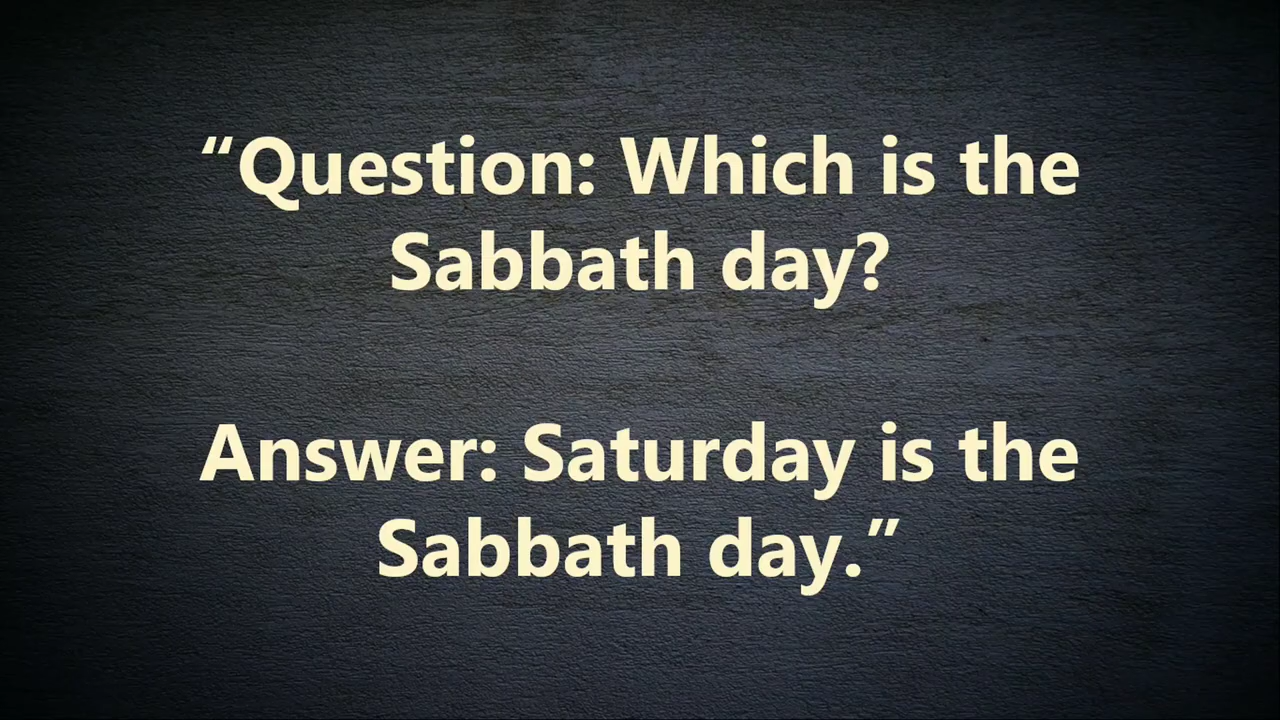 “Question: Which is the
Sabbath day?
Answer: Saturday is the
Sabbath day.”